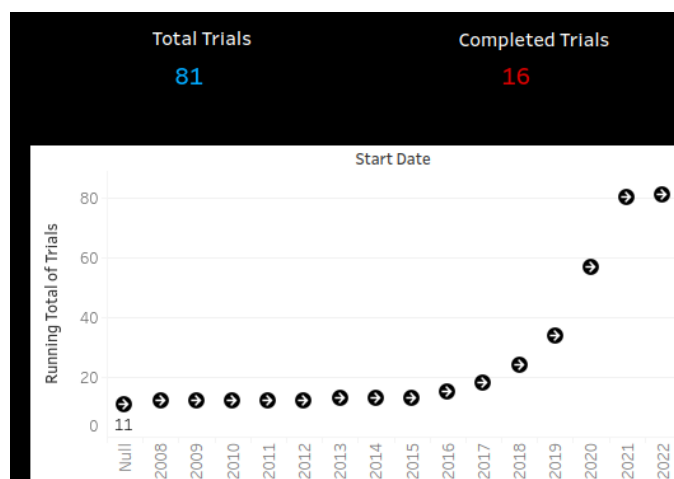 Total Trials Completed Trials
81 16
Start Date
Running Total of Trials
80
60
40
20
0 11
Null 2008 2009 2010 2011 2012 2013 2014 2015 2016 2017 2018 2019 2020 2021 2022